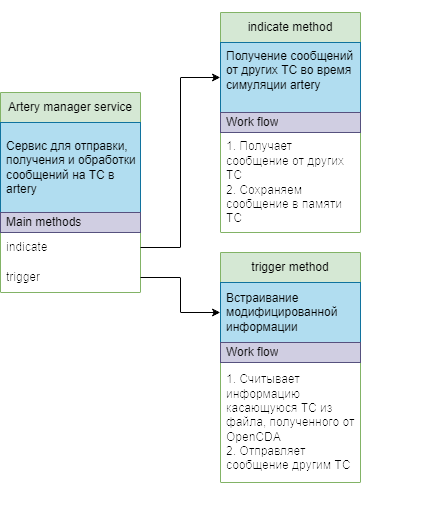 Artery manager service
Сервис для отправки,
получения и обработки
сообщений на ТС в
artery
Main methods
indicate
trigger
indicate method
Получение сообщений
от других ТС во время
симуляции artery
Work flow
1. Получает
сообщение от других
ТС
2. Сохраняем
сообщение в памяти
ТС
trigger method
Встраивание
модифицированной
информации
Work flow
1. Считывает
информацию
касающуюся ТС из
файла, полученного от
OpenCDA
2. Отправляет
сообщение другим ТС